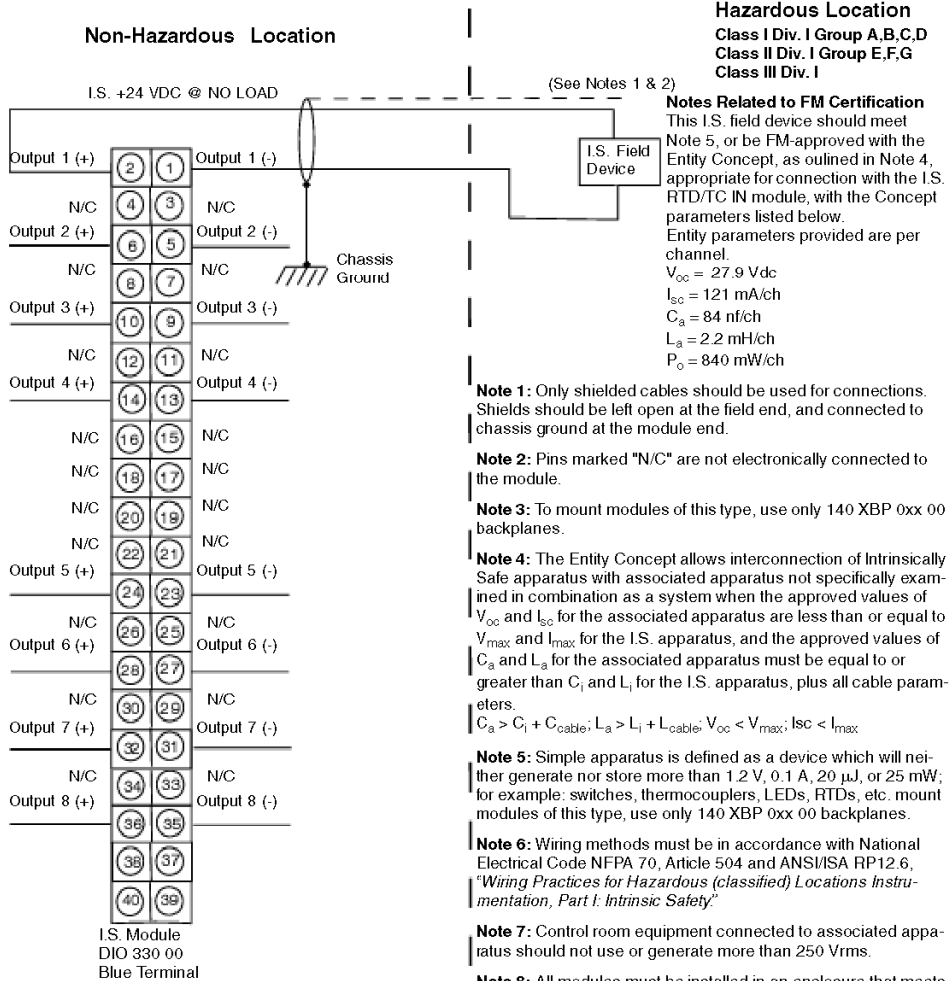 Non-Hazardous Location
Hazardous Location
Class I Div. I Group A,B,C,D
Class II Div. I Group E,F,G
Class III Div. I
I.S. +24 VDC @ NO LOAD
(See Notes 1 & 2)
Notes Related to FM Certification
This I.S. field device should meet
Note 5, or be FM-approved with the
Entity Concept, as oulined in Note 4,
appropriate for connection with the I.S.
RTD/TC IN module, with the Concept
parameters listed below.
Entity parameters provided are per
channel.
Voc = 27.9 Vdc
Isc = 121 mA/ch
Ca = 84 nf/ch
La = 2.2 mH/ch
Po = 840 mW/ch
I.S. Field
Device
Chassis
Ground
Output 1 (+) 2 1 Output 1 (-)
N/C 4 3 N/C
Output 2 (+) 6 5 Output 2 (-)
N/C 8 7 N/C
Output 3 (+) 10 9 Output 3 (-)
N/C 12 11 N/C
Output 4 (+) 14 13 Output 4 (-)
N/C 16 15 N/C
N/C 18 17 N/C
N/C 20 19 N/C
N/C 22 21 N/C
Output 5 (+) 24 23 Output 5 (-)
N/C 26 25 N/C
Output 6 (+) 28 27 Output 6 (-)
N/C 30 29 N/C
Output 7 (+) 32 31 Output 7 (-)
N/C 34 33 N/C
Output 8 (+) 36 35 Output 8 (-)
38 37
40 39
I.S. Module
DIO 330 00
Blue Terminal
Note 1: Only shielded cables should be used for connections.
Shields should be left open at the field end, and connected to
chassis ground at the module end.
Note 2: Pins marked "N/C" are not electronically connected to
the module.
Note 3: To mount modules of this type, use only 140 XBP 0xx 00
backplanes.
Note 4: The Entity Concept allows interconnection of Intrinsically
Safe apparatus with associated apparatus not specifically exam-
ined in combination as a system when the approved values of
Voc and Isc for the associated apparatus are less than or equal to
Vmax and Imax for the I.S. apparatus, and the approved values of
Ca and La for the associated apparatus must be equal to or
greater than Ci and Li for the I.S. apparatus, plus all cable param-
eters.
Ca > Ci + Ccable; La > Li + Lcable; Voc < Vmax; Isc < Imax
Note 5: Simple apparatus is defined as a device which will nei-
ther generate nor store more than 1.2 V, 0.1 A, 20 µJ, or 25 mW;
for example: switches, thermocouplers, LEDs, RTDs, etc. mount
modules of this type, use only 140 XBP 0xx 00 backplanes.
Note 6: Wiring methods must be in accordance with National
Electrical Code NFPA 70, Article 504 and ANSI/ISA RP12.6,
"Wiring Practices for Hazardous (classified) Locations Instru-
mentation, Part I: Intrinsic Safety."
Note 7: Control room equipment connected to associated appa-
ratus should not use or generate more than 250 Vrms.
Note 8: All modules must be installed in an enclosure that meets